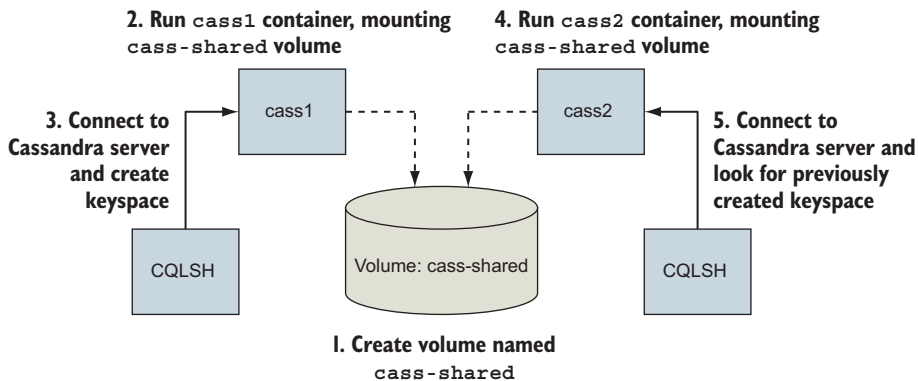 2. Run cass1 container, mounting
cass-shared volume
4. Run cass2 container, mounting
cass-shared volume
cass1
cass2
3. Connect to
Cassandra server
and create
keyspace
5. Connect to
Cassandra server and
look for previously
created keyspace
CQLSH
Volume: cass-shared
CQLSH
1. Create volume named
cass-shared